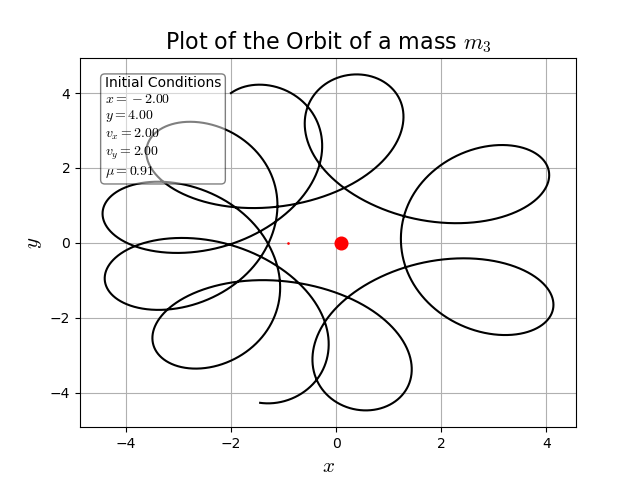 Plot of the Orbit of a mass m₃
Initial Conditions
x = −2.00
y = 4.00
vₓ = 2.00
v_y = 2.00
μ = 0.91
4
2
0
−2
−4
y
−4
−2
0
2
4
x